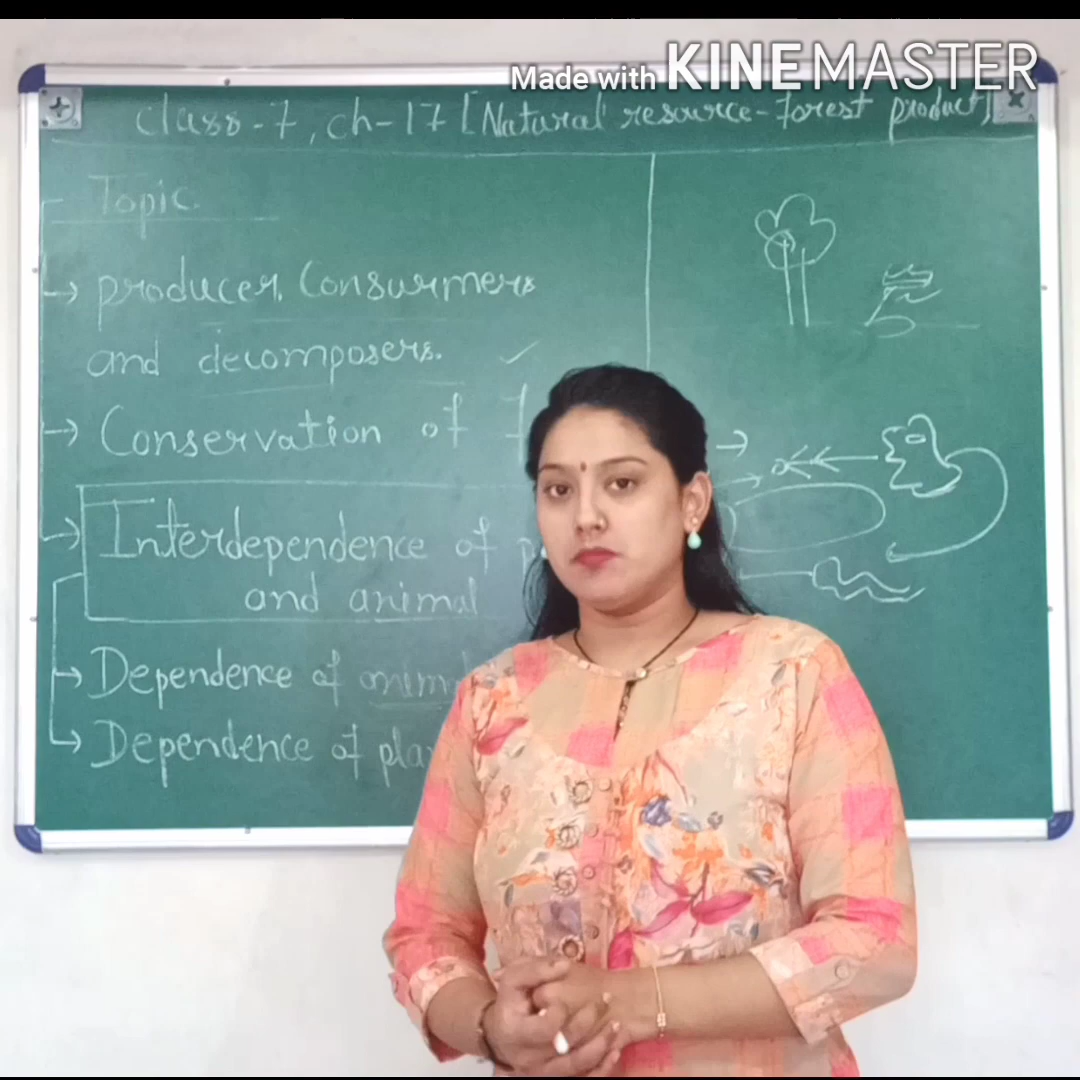 Made with KINEMASTER
Class-7, ch-17 [Natural resource-forest product]
Topic
→ producer, Consurmers
and decomposers. ✓
→ Conservation of
→ Interdependence of
and animal
→ Dependence of
→ Dependence of